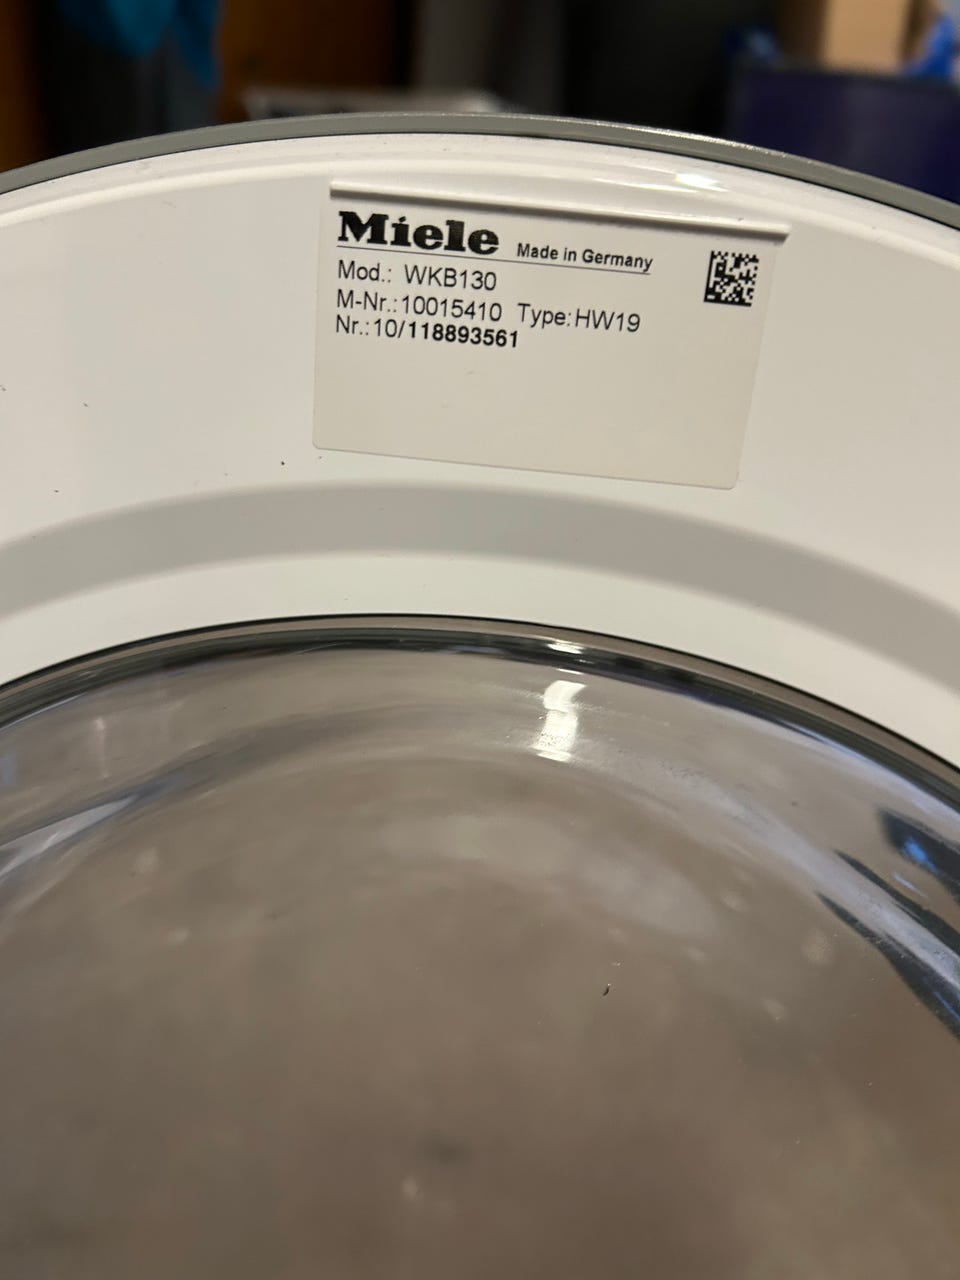 Miele Made in Germany
Mod.: WKB130
M-Nr.:10015410 Type:HW19
Nr.:10/118893561